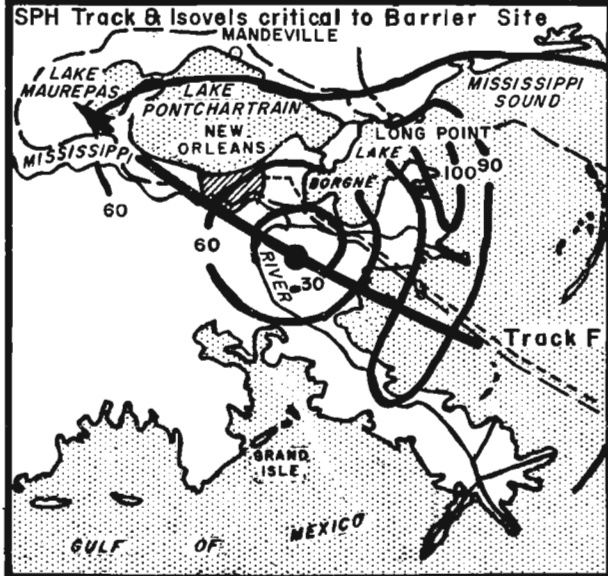 SPH Track & Isovels critical to Barrier Site
MANDEVILLE
LAKE
MAUREPAS
LAKE
PONTCHARTRAIN
MISSISSIPPI
SOUND
NEW
ORLEANS
LONG POINT
MISSISSIPPI
LAKE
BORGNE
100
90
60
60
RIVER
30
Track F
GRAND
ISLE
GULF OF MEXICO